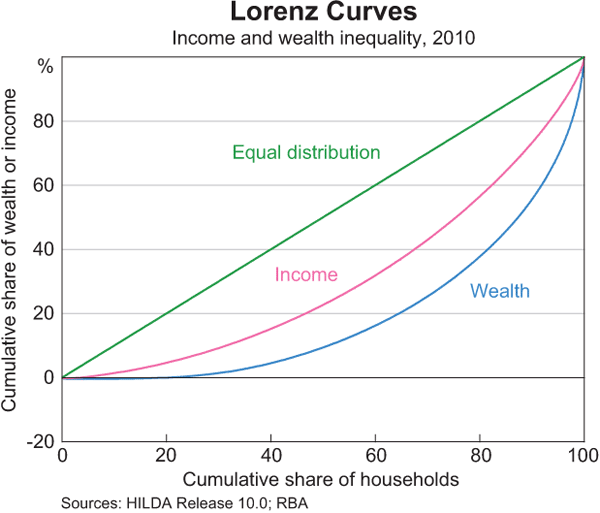 Lorenz Curves
Income and wealth inequality, 2010
%
80
60
40
20
0
-20
Cumulative share of wealth or income
Equal distribution
Income
Wealth
0 20 40 60 80 100
Cumulative share of households
Sources: HILDA Release 10.0; RBA